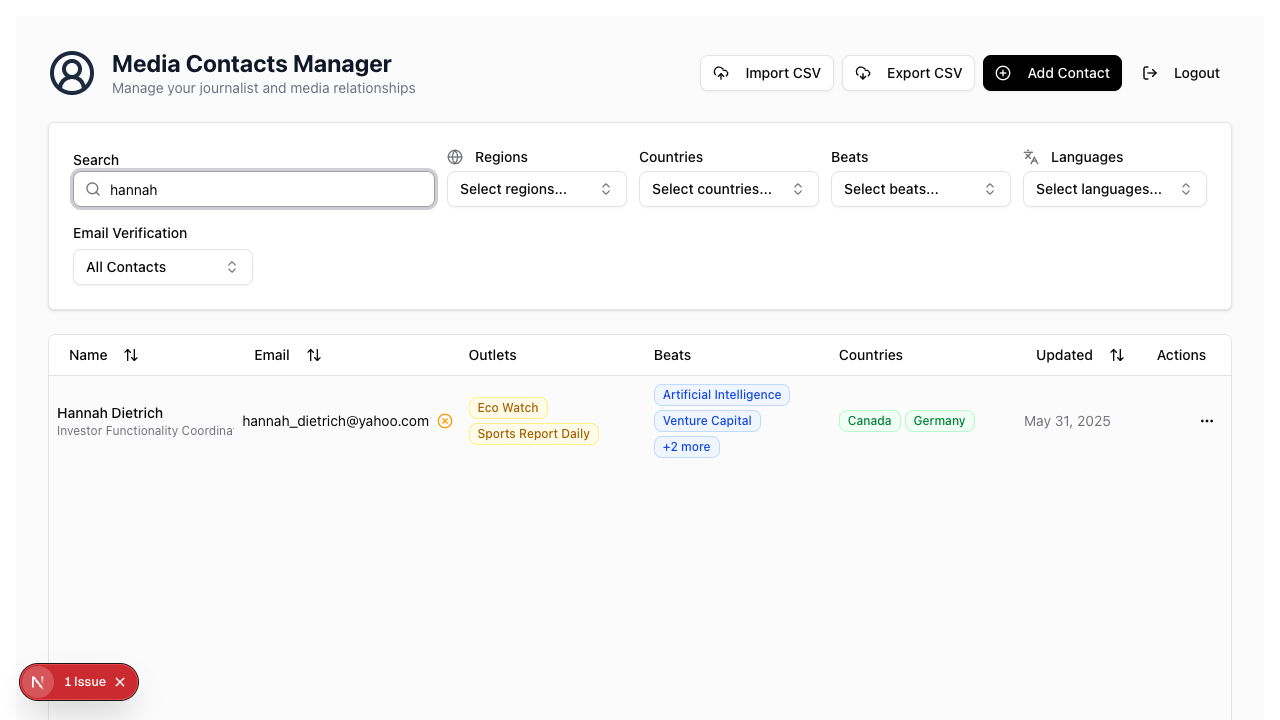 Media Contacts Manager
Manage your journalist and media relationships
Import CSV
Export CSV
Add Contact
Logout
Search
hannah
Regions
Select regions...
Countries
Select countries...
Beats
Select beats...
Languages
Select languages...
Email Verification
All Contacts
Name Email Outlets Beats Countries Updated Actions
Hannah Dietrich
Investor Functionality Coordina
hannah_dietrich@yahoo.com
Eco Watch
Sports Report Daily
Artificial Intelligence
Venture Capital
+2 more
Canada Germany
May 31, 2025
N 1 Issue